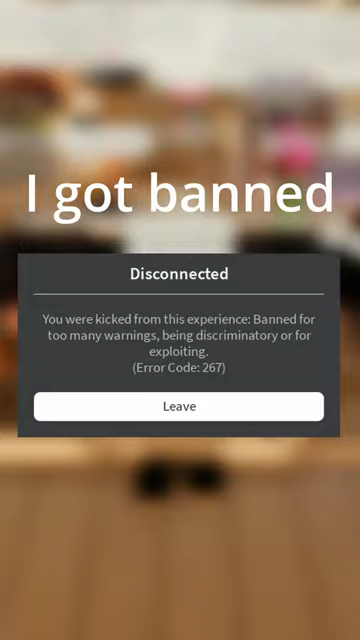 I got banned
Disconnected
You were kicked from this experience: Banned for
too many warnings, being discriminatory or for
exploiting.
(Error Code: 267)
Leave